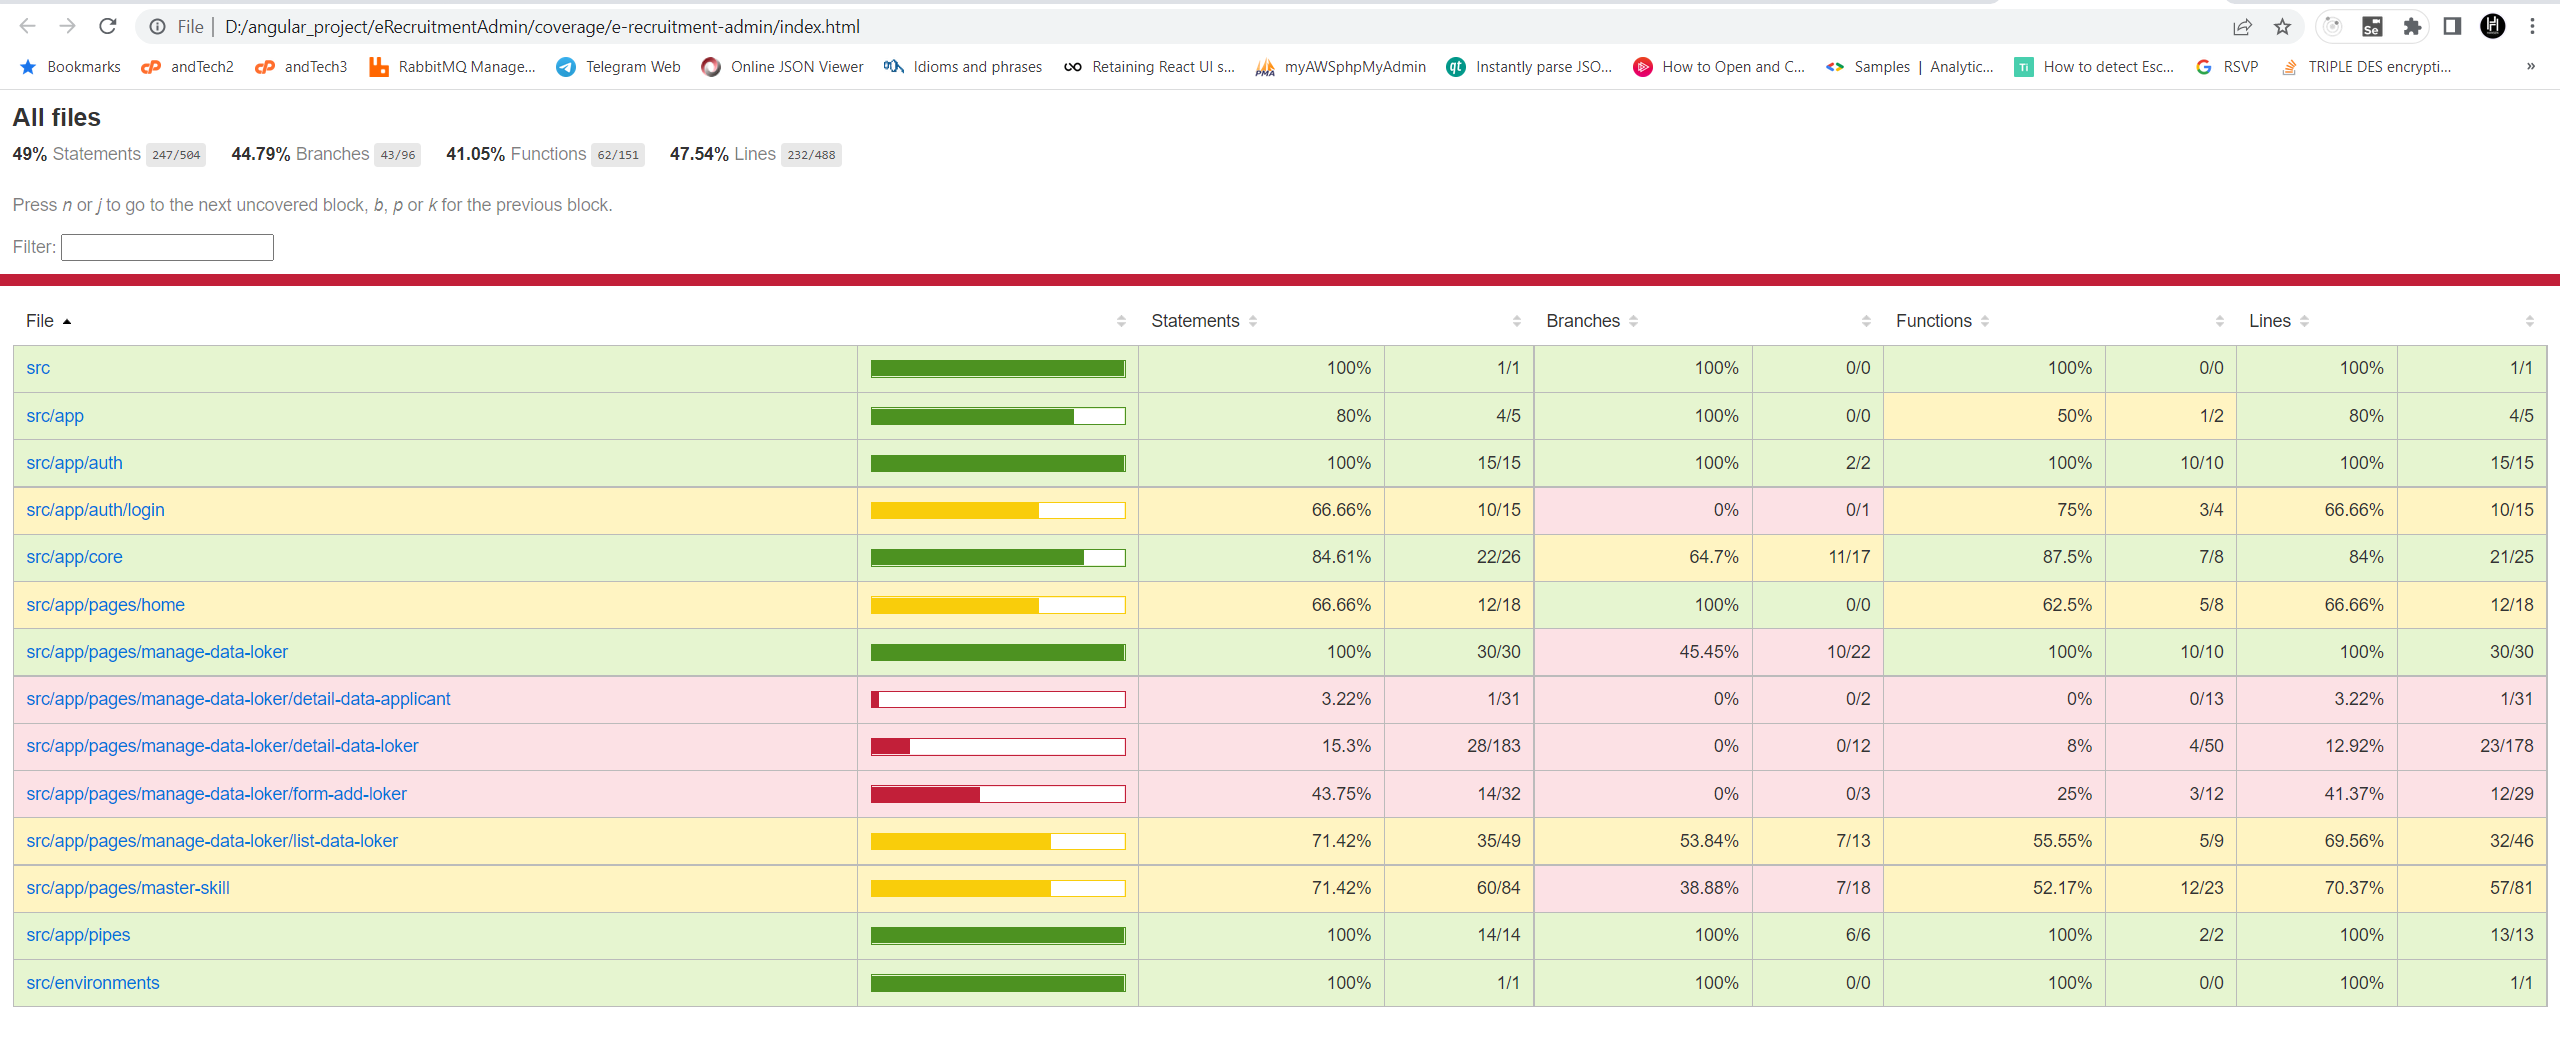 File | D:/angular_project/eRecruitmentAdmin/coverage/e-recruitment-admin/index.html
Bookmarks andTech2 andTech3 RabbitMQ Manage... Telegram Web Online JSON Viewer Idioms and phrases Retaining React UI s... PMA myAWSphpMyAdmin qt Instantly parse JSO... How to Open and C... Samples | Analytic... Ti How to detect Esc... RSVP TRIPLE DES encrypti... »
Se
All files
49% Statements 247/504 44.79% Branches 43/96 41.05% Functions 62/151 47.54% Lines 232/488
Press n or j to go to the next uncovered block, b, p or k for the previous block.
Filter:
File Statements Branches Functions Lines
src 100% 1/1 100% 0/0 100% 0/0 100% 1/1
src/app 80% 4/5 100% 0/0 50% 1/2 80% 4/5
src/app/auth 100% 15/15 100% 2/2 100% 10/10 100% 15/15
src/app/auth/login 66.66% 10/15 0% 0/1 75% 3/4 66.66% 10/15
src/app/core 84.61% 22/26 64.7% 11/17 87.5% 7/8 84% 21/25
src/app/pages/home 66.66% 12/18 100% 0/0 62.5% 5/8 66.66% 12/18
src/app/pages/manage-data-loker 100% 30/30 45.45% 10/22 100% 10/10 100% 30/30
src/app/pages/manage-data-loker/detail-data-applicant 3.22% 1/31 0% 0/2 0% 0/13 3.22% 1/31
src/app/pages/manage-data-loker/detail-data-loker 15.3% 28/183 0% 0/12 8% 4/50 12.92% 23/178
src/app/pages/manage-data-loker/form-add-loker 43.75% 14/32 0% 0/3 25% 3/12 41.37% 12/29
src/app/pages/manage-data-loker/list-data-loker 71.42% 35/49 53.84% 7/13 55.55% 5/9 69.56% 32/46
src/app/pages/master-skill 71.42% 60/84 38.88% 7/18 52.17% 12/23 70.37% 57/81
src/app/pipes 100% 14/14 100% 6/6 100% 2/2 100% 13/13
src/environments 100% 1/1 100% 0/0 100% 0/0 100% 1/1